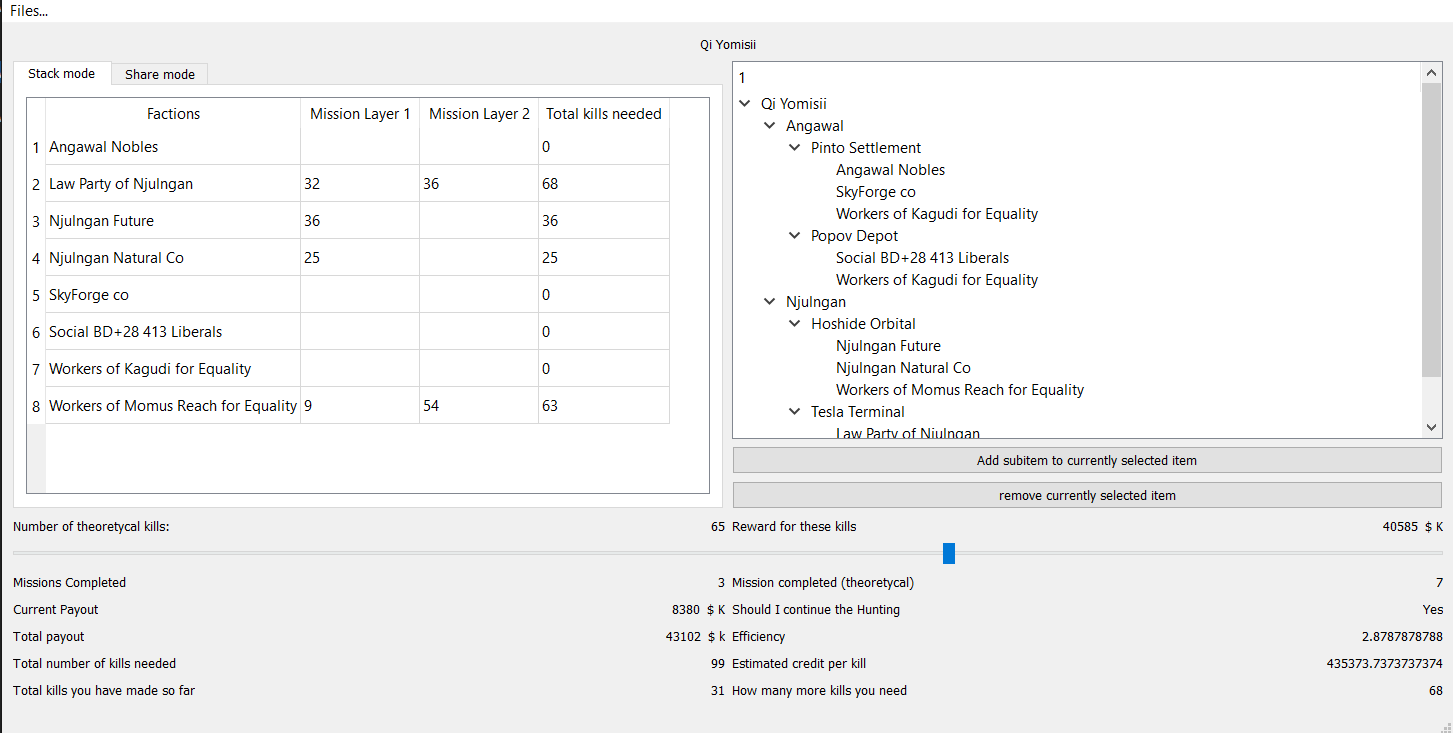 Files...
Qi Yomisii
Stack mode Share mode
Factions Mission Layer 1 Mission Layer 2 Total kills needed
1 Angawal Nobles 0
2 Law Party of Njulngan 32 36 68
3 Njulngan Future 36 36
4 Njulngan Natural Co 25 25
5 SkyForge co 0
6 Social BD+28 413 Liberals 0
7 Workers of Kagudi for Equality 0
8 Workers of Momus Reach for Equality 9 54 63
1
Qi Yomisii
Angawal
Pinto Settlement
Angawal Nobles
SkyForge co
Workers of Kagudi for Equality
Popov Depot
Social BD+28 413 Liberals
Workers of Kagudi for Equality
Njulngan
Hoshide Orbital
Njulngan Future
Njulngan Natural Co
Workers of Momus Reach for Equality
Tesla Terminal
Law Party of Njulngan
Add subitem to currently selected item
remove currently selected item
Number of theoretycal kills: 65 Reward for these kills 40585 $ K
Missions Completed 3 Mission completed (theoretycal) 7
Current Payout 8380 $ K Should I continue the Hunting Yes
Total payout 43102 $ k Efficiency 2.8787878788
Total number of kills needed 99 Estimated credit per kill 435373.7373737374
Total kills you have made so far 31 How many more kills you need 68